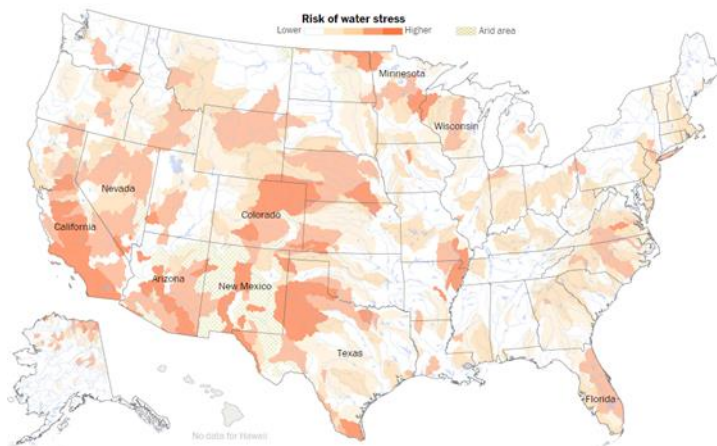 Risk of water stress
Lower Higher Arid area
Minnesota
Wisconsin
Nevada
Colorado
California
Arizona
New Mexico
Texas
Florida
No data for Hawaii